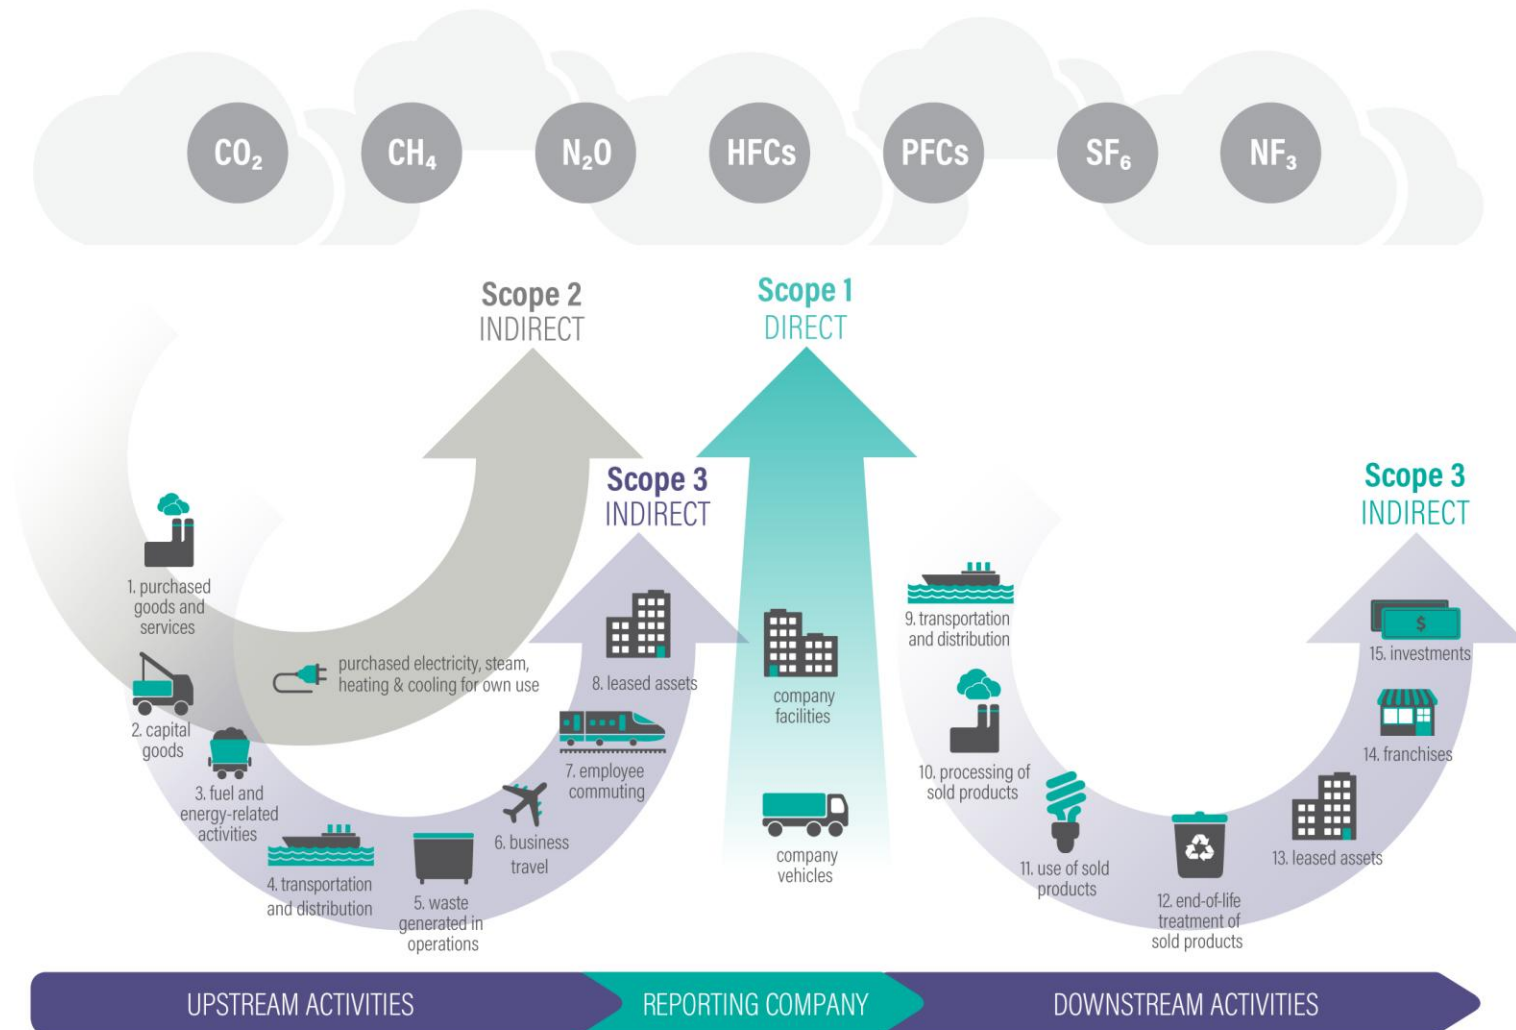 CO₂
CH₄
N₂O
HFCs
PFCs
SF₆
NF₃
Scope 2
INDIRECT
Scope 1
DIRECT
Scope 3
INDIRECT
Scope 3
INDIRECT
1. purchased
goods and
services
2. capital
goods
3. fuel and
energy-related
activities
4. transportation
and distribution
5. waste
generated in
operations
6. business
travel
7. employee
commuting
8. leased assets
purchased electricity, steam,
heating & cooling for own use
company
facilities
company
vehicles
9. transportation
and distribution
10. processing of
sold products
11. use of sold
products
12. end-of-life
treatment of
sold products
13. leased assets
14. franchises
$
15. investments
UPSTREAM ACTIVITIES
REPORTING COMPANY
DOWNSTREAM ACTIVITIES